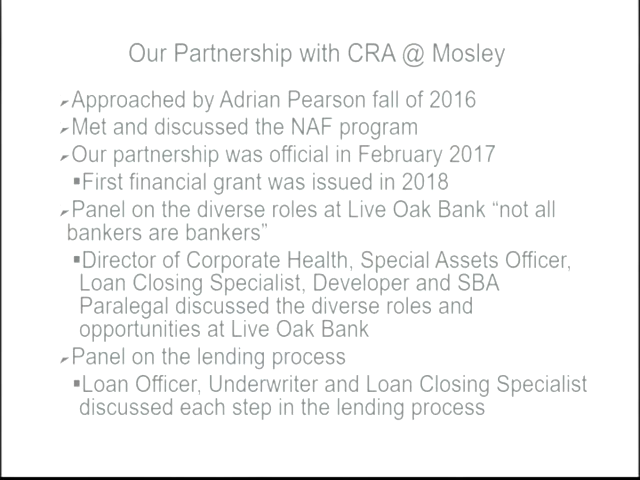 Our Partnership with CRA @ Mosley
Approached by Adrian Pearson fall of 2016
Met and discussed the NAF program
Our partnership was official in February 2017
First financial grant was issued in 2018
Panel on the diverse roles at Live Oak Bank “not all
bankers are bankers”
Director of Corporate Health, Special Assets Officer,
Loan Closing Specialist, Developer and SBA
Paralegal discussed the diverse roles and
opportunities at Live Oak Bank
Panel on the lending process
Loan Officer, Underwriter and Loan Closing Specialist
discussed each step in the lending process